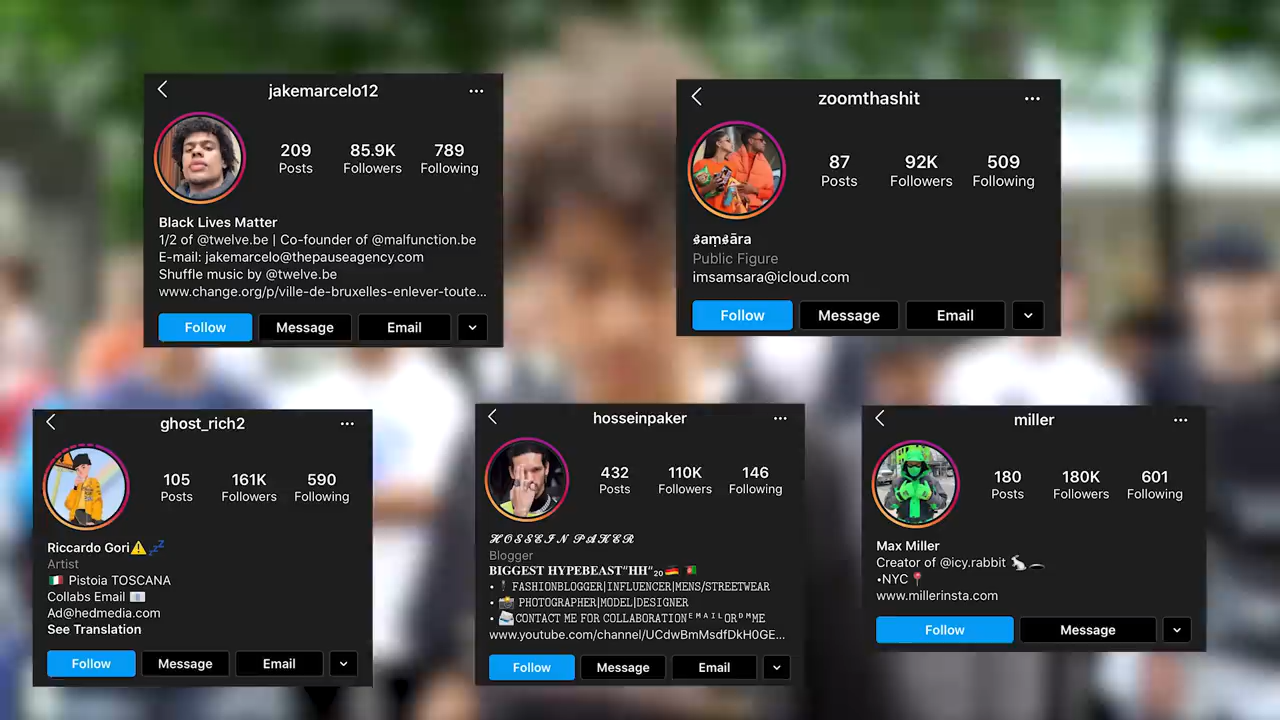 jakemarcelo12
209 85.9K 789
Posts Followers Following
Black Lives Matter
1/2 of @twelve.be | Co-founder of @malfunction.be
E-mail: jakemarcelo@thepauseagency.com
Shuffle music by @twelve.be
www.change.org/p/ville-de-bruxelles-enlever-toute...
Follow Message Email
zoomthashit
87 92K 509
Posts Followers Following
𝖘aṃ𝖘āra
Public Figure
imsamsara@icloud.com
Follow Message Email
ghost_rich2
105 161K 590
Posts Followers Following
Riccardo Gori⚠️💤
Artist
🇮🇹 Pistoia TOSCANA
Collabs Email 📧
Ad@hedmedia.com
See Translation
Follow Message Email
hosseinpaker
432 110K 146
Posts Followers Following
𝓗𝓞𝓢𝓢𝓔𝓘𝓝 𝓟𝓐𝓚𝓔𝓡
Blogger
𝐁𝐈𝐆𝐆𝐄𝐒𝐓 𝐇𝐘𝐏𝐄𝐁𝐄𝐀𝐒𝐓"𝐇𝐇"₂₀🇩🇪 🇦🇫
• 🕴 FASHIONBLOGGER|INFLUENCER|MENS/STREETWEAR
• 📸 PHOTOGRAPHER|MODEL|DESIGNER
• 📩CONTACT ME FOR COLLABORATIONᴱᴹᴬᴵᴸORᴰᴹME
www.youtube.com/channel/UCdwBmMsdfDkH0GE...
Follow Message Email
miller
180 180K 601
Posts Followers Following
Max Miller
Creator of @icy.rabbit 🐇🕳
•NYC 📍
www.millerinsta.com
Follow Message